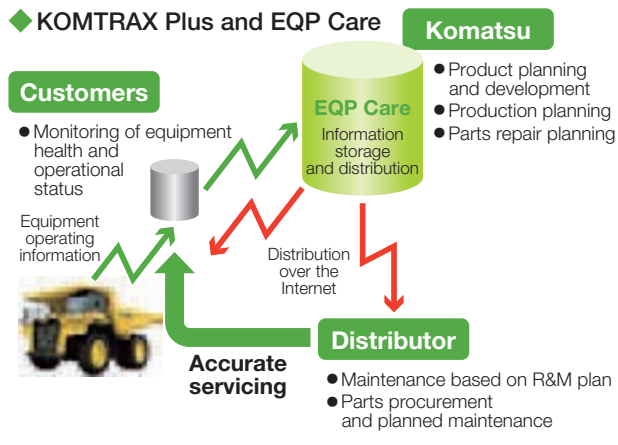 ◆ KOMTRAX Plus and EQP Care
Komatsu
● Product planning
and development
● Production planning
● Parts repair planning
Customers
● Monitoring of equipment
health and
operational
status
EQP Care
Information
storage
and distribution
Equipment
operating
information
Distribution
over the
Internet
Accurate
servicing
Distributor
● Maintenance based on R&M plan
● Parts procurement
and planned maintenance